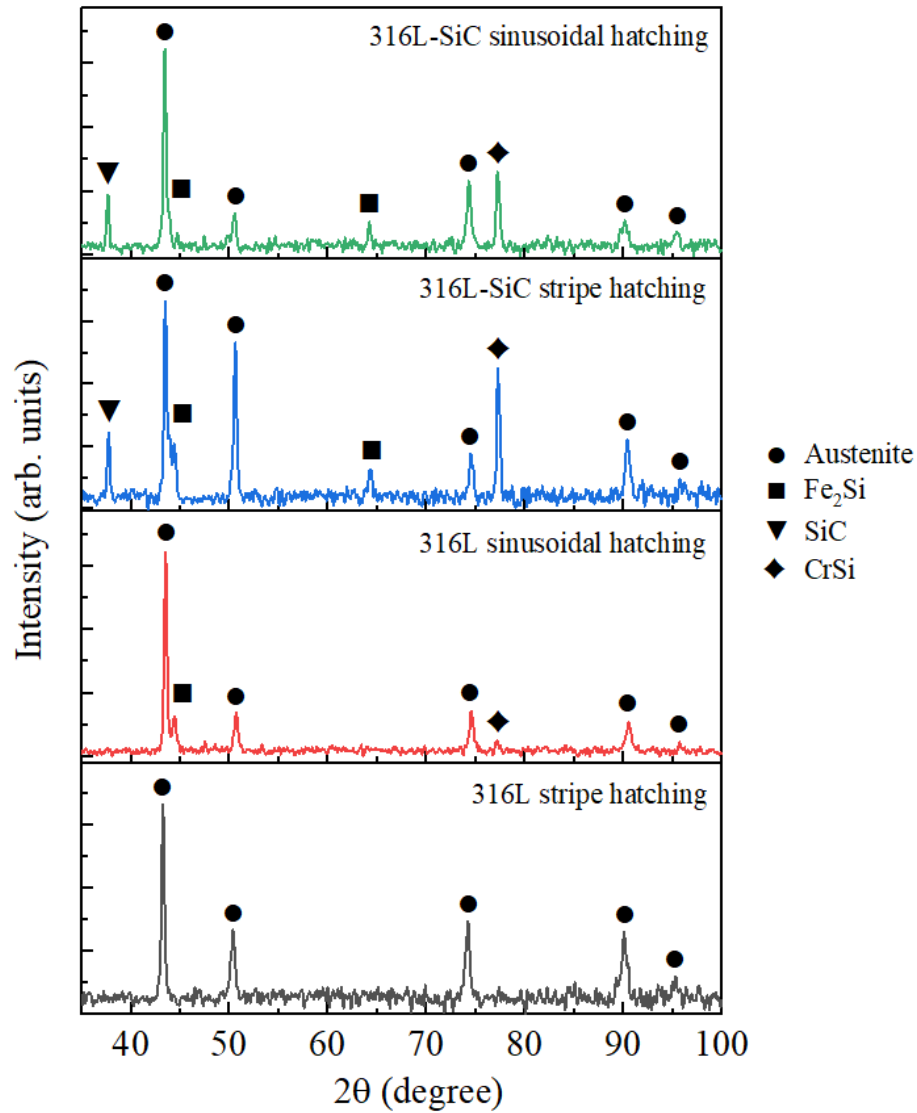 316L-SiC sinusoidal hatching
316L-SiC stripe hatching
316L sinusoidal hatching
316L stripe hatching
Intensity (arb. units)
40 50 60 70 80 90 100
2θ (degree)
Austenite
Fe₂Si
SiC
CrSi